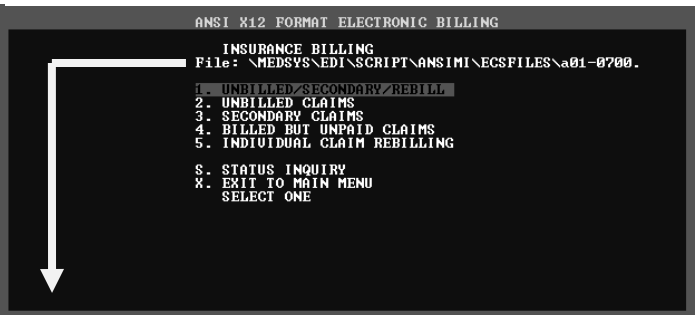 ANSI X12 FORMAT ELECTRONIC BILLING
INSURANCE BILLING
File: \MEDSYS\EDI\SCRIPT\ANSIMI\ECSFILES\a01-0700.
1. UNBILLED/SECONDARY/REBILL
2. UNBILLED CLAIMS
3. SECONDARY CLAIMS
4. BILLED BUT UNPAID CLAIMS
5. INDIVIDUAL CLAIM REBILLING
S. STATUS INQUIRY
X. EXIT TO MAIN MENU
SELECT ONE